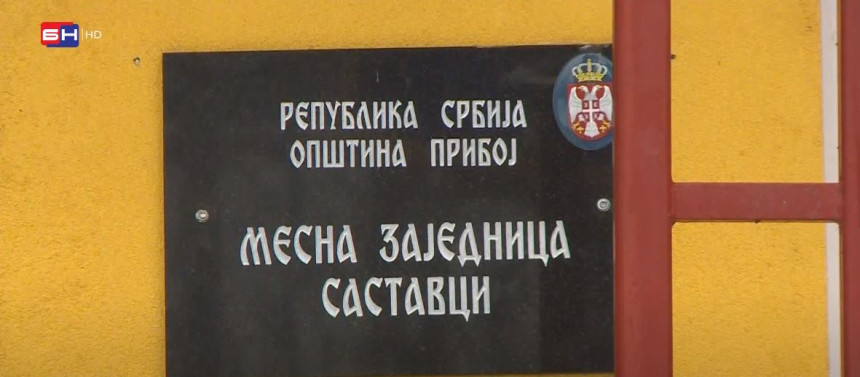 БН HD
РЕПУБЛИКА СРБИЈА
ОПШТИНА ПРИБОЈ
МЕСНА ЗАЈЕДНИЦА
САСТАВЦИ